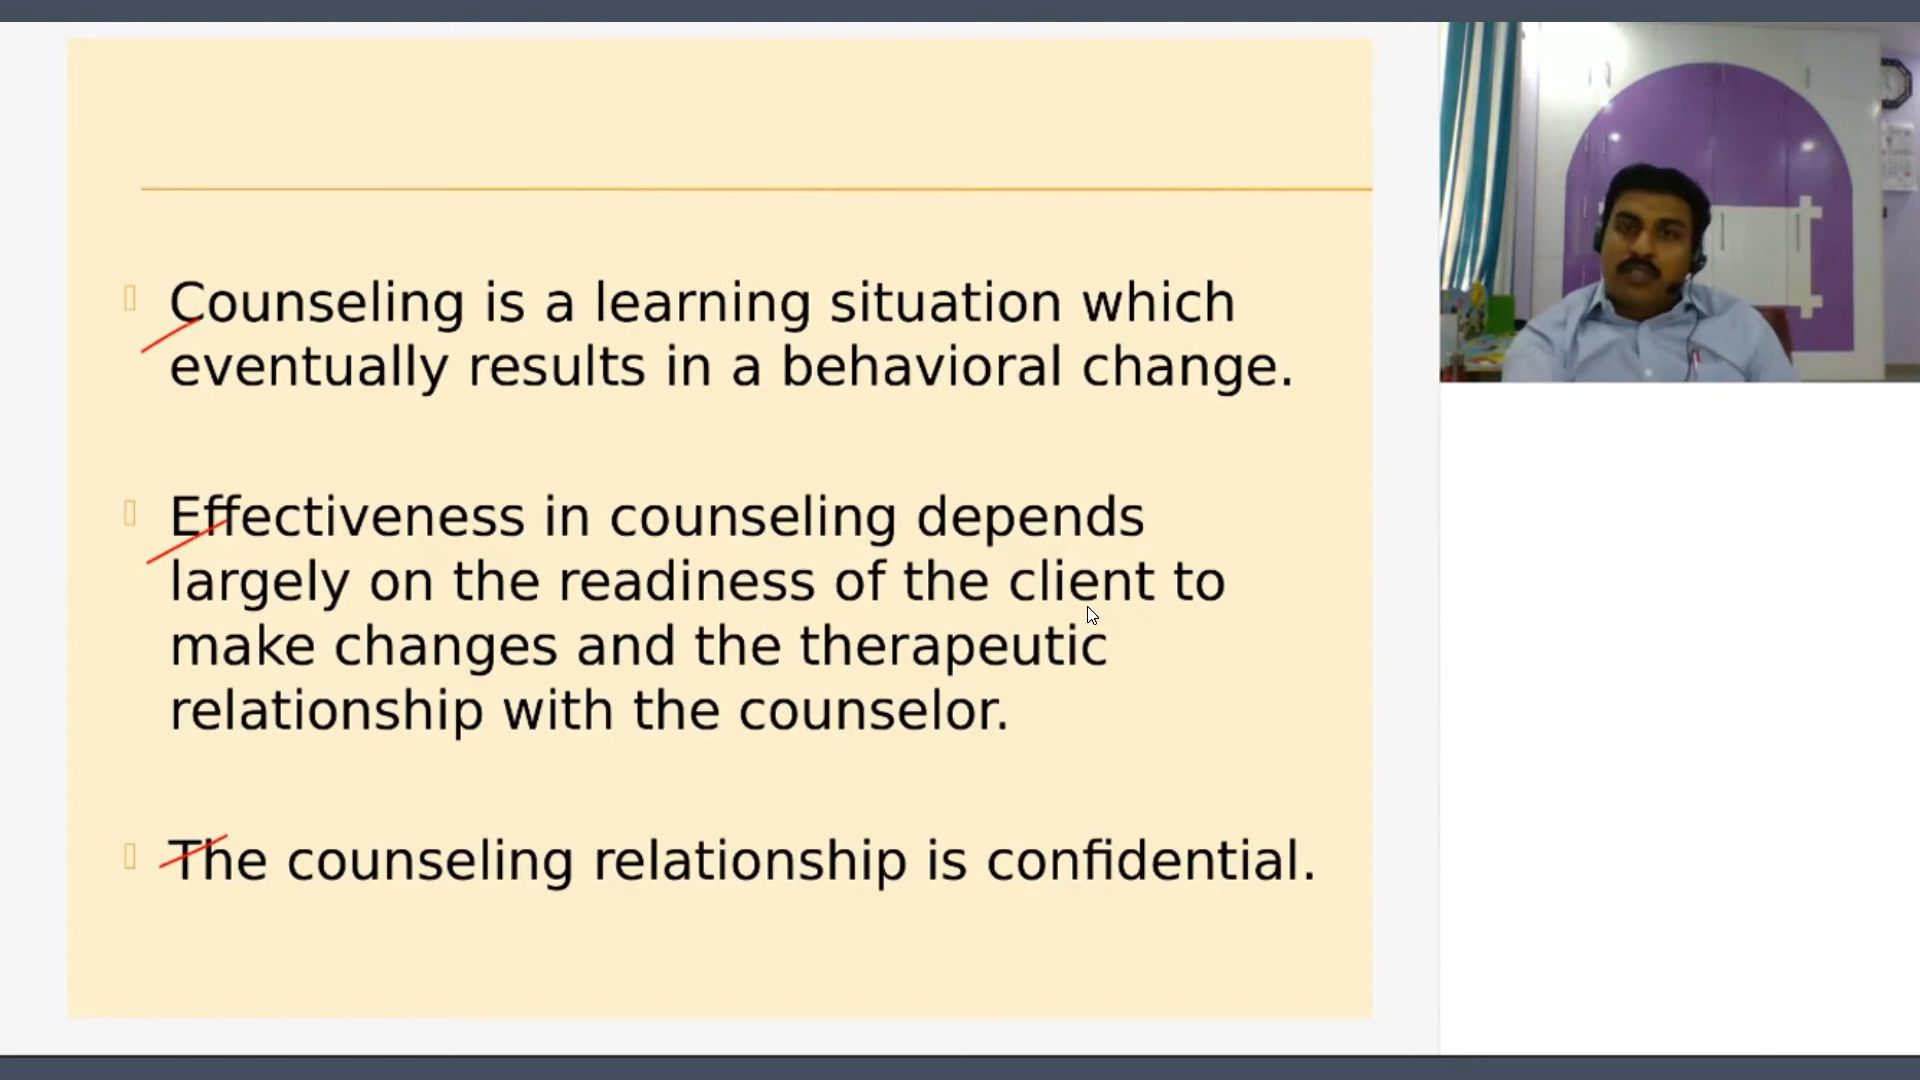 Counseling is a learning situation which
eventually results in a behavioral change.
Effectiveness in counseling depends
largely on the readiness of the client to
make changes and the therapeutic
relationship with the counselor.
The counseling relationship is confidential.